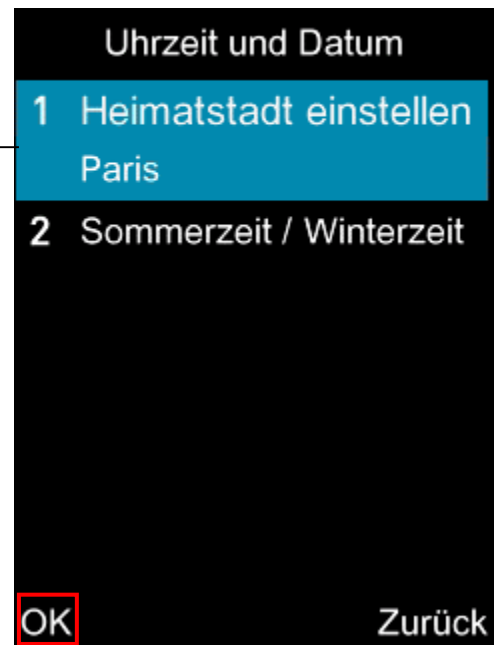 Uhrzeit und Datum
1 Heimatstadt einstellen
Paris
2 Sommerzeit / Winterzeit
OK Zurück